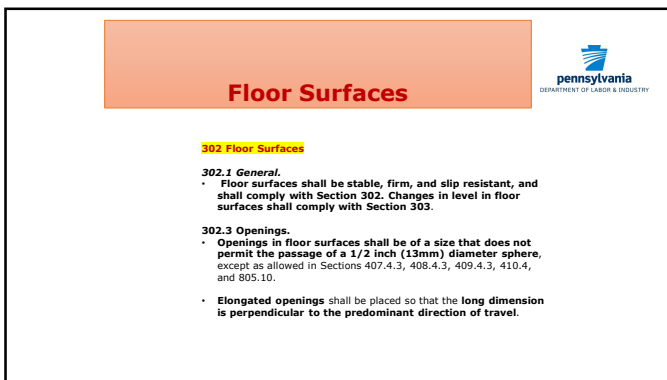 Floor Surfaces
pennsylvania
DEPARTMENT OF LABOR & INDUSTRY
302 Floor Surfaces
302.1 General.
• Floor surfaces shall be stable, firm, and slip resistant, and
shall comply with Section 302. Changes in level in floor
surfaces shall comply with Section 303.
302.3 Openings.
• Openings in floor surfaces shall be of a size that does not
permit the passage of a 1/2 inch (13mm) diameter sphere,
except as allowed in Sections 407.4.3, 408.4.3, 409.4.3, 410.4,
and 805.10.
• Elongated openings shall be placed so that the long dimension
is perpendicular to the predominant direction of travel.